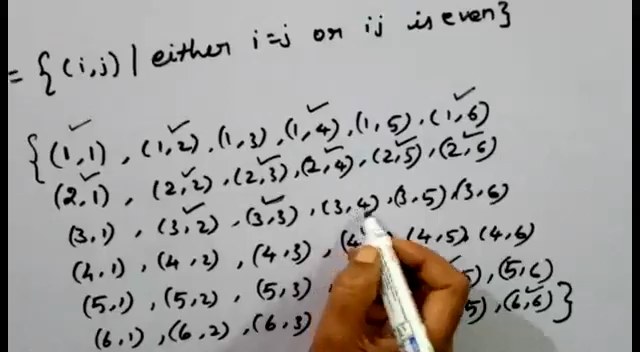 = {(i,j) | either i=j or ij is even}
{(1,1), (1,2), (1,3), (1,4), (1,5), (1,6)
(2,1), (2,2), (2,3), (2,4), (2,5), (2,6)
(3,1), (3,2), (3,3), (3,4), (3,5), (3,6)
(4,1), (4,2), (4,3), (4, (4,5), (4,6)
(5,1), (5,2), (5,3) 5), (5,6)
(6,1), (6,2), (6,3 5), (6,6)}